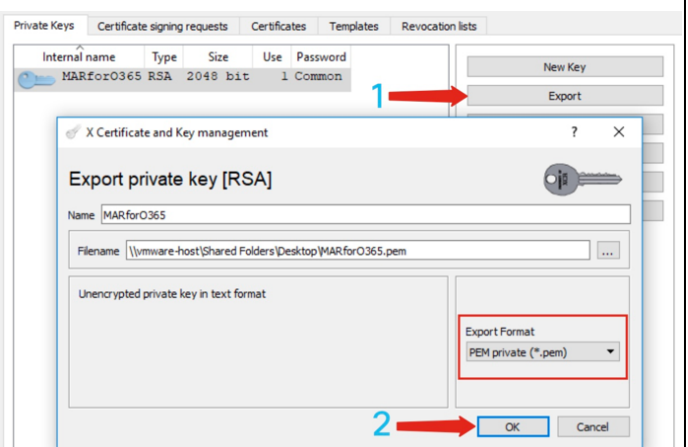 Private Keys Certificate signing requests Certificates Templates Revocation lists
Internal name Type Size Use Password
MARforO365 RSA 2048 bit 1 Common
New Key
1
Export
X Certificate and Key management ? ×
Export private key [RSA]
Name MARforO365
Filename \\vmware-host\Shared Folders\Desktop\MARforO365.pem ...
Unencrypted private key in text format
Export Format
PEM private (*.pem)
2
OK Cancel